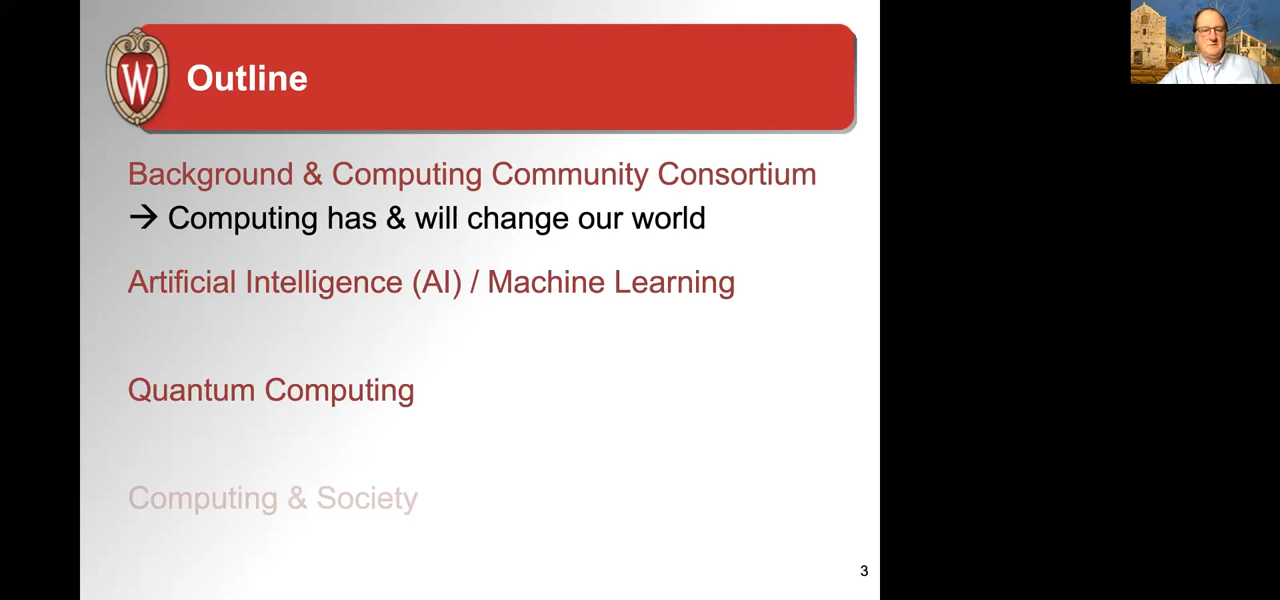 W
Outline
Background & Computing Community Consortium
→ Computing has & will change our world
Artificial Intelligence (AI) / Machine Learning
Quantum Computing
Computing & Society
3